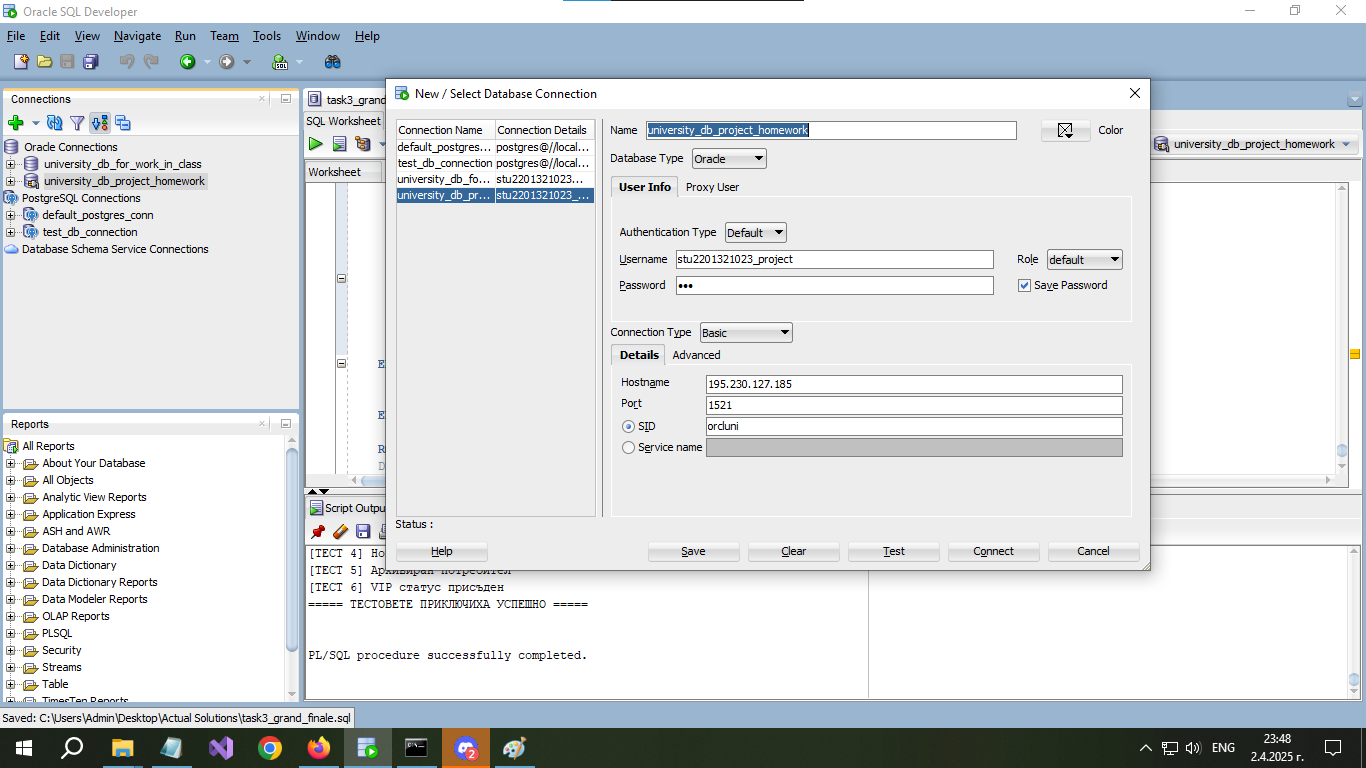 Oracle SQL Developer
File Edit View Navigate Run Team Tools Window Help
Connections
Oracle Connections
university_db_for_work_in_class
university_db_project_homework
PostgreSQL Connections
default_postgres_conn
test_db_connection
Database Schema Service Connections
Reports
All Reports
About Your Database
All Objects
Analytic View Reports
Application Express
ASH and AWR
Database Administration
Data Dictionary
Data Dictionary Reports
Data Modeler Reports
OLAP Reports
PLSQL
Security
Streams
Table
TimesTen Reports
task3_grand
SQL Worksheet
university_db_project_homework
Worksheet
E
E
R
D
New / Select Database Connection
Connection Name Connection Details
default_postgres... postgres@//local...
test_db_connection postgres@//local...
university_db_fo... stu2201321023...
university_db_pr... stu2201321023_...
Name university_db_project_homework Color
Database Type Oracle
User Info Proxy User
Authentication Type Default
Username stu2201321023_project Role default
Password ••• Save Password
Connection Type Basic
Details Advanced
Hostname 195.230.127.185
Port 1521
SID orcluni
Service name
Status :
Help Save Clear Test Connect Cancel
Script Outpu
[ТЕСТ 4] Но
[ТЕСТ 5] Архивиран потребител
[ТЕСТ 6] VIP статус присъден
===== ТЕСТОВЕТЕ ПРИКЛЮЧИХА УСПЕШНО =====
PL/SQL procedure successfully completed.
Saved: C:\Users\Admin\Desktop\Actual Solutions\task3_grand_finale.sql
2
ENG
23:48
2.4.2025 г.